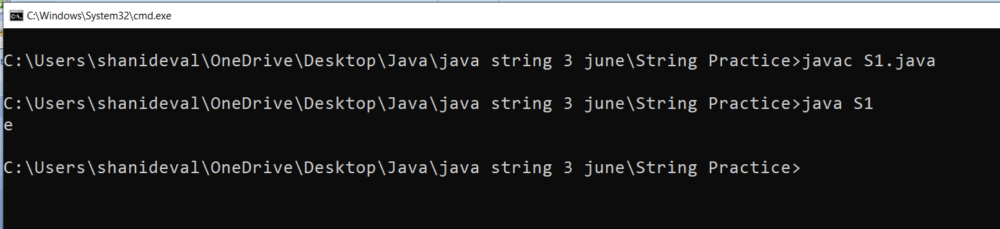 C:\Windows\System32\cmd.exe
C:\Users\shanideval\OneDrive\Desktop\Java\java string 3 june\String Practice>javac S1.java
C:\Users\shanideval\OneDrive\Desktop\Java\java string 3 june\String Practice>java S1
e
C:\Users\shanideval\OneDrive\Desktop\Java\java string 3 june\String Practice>